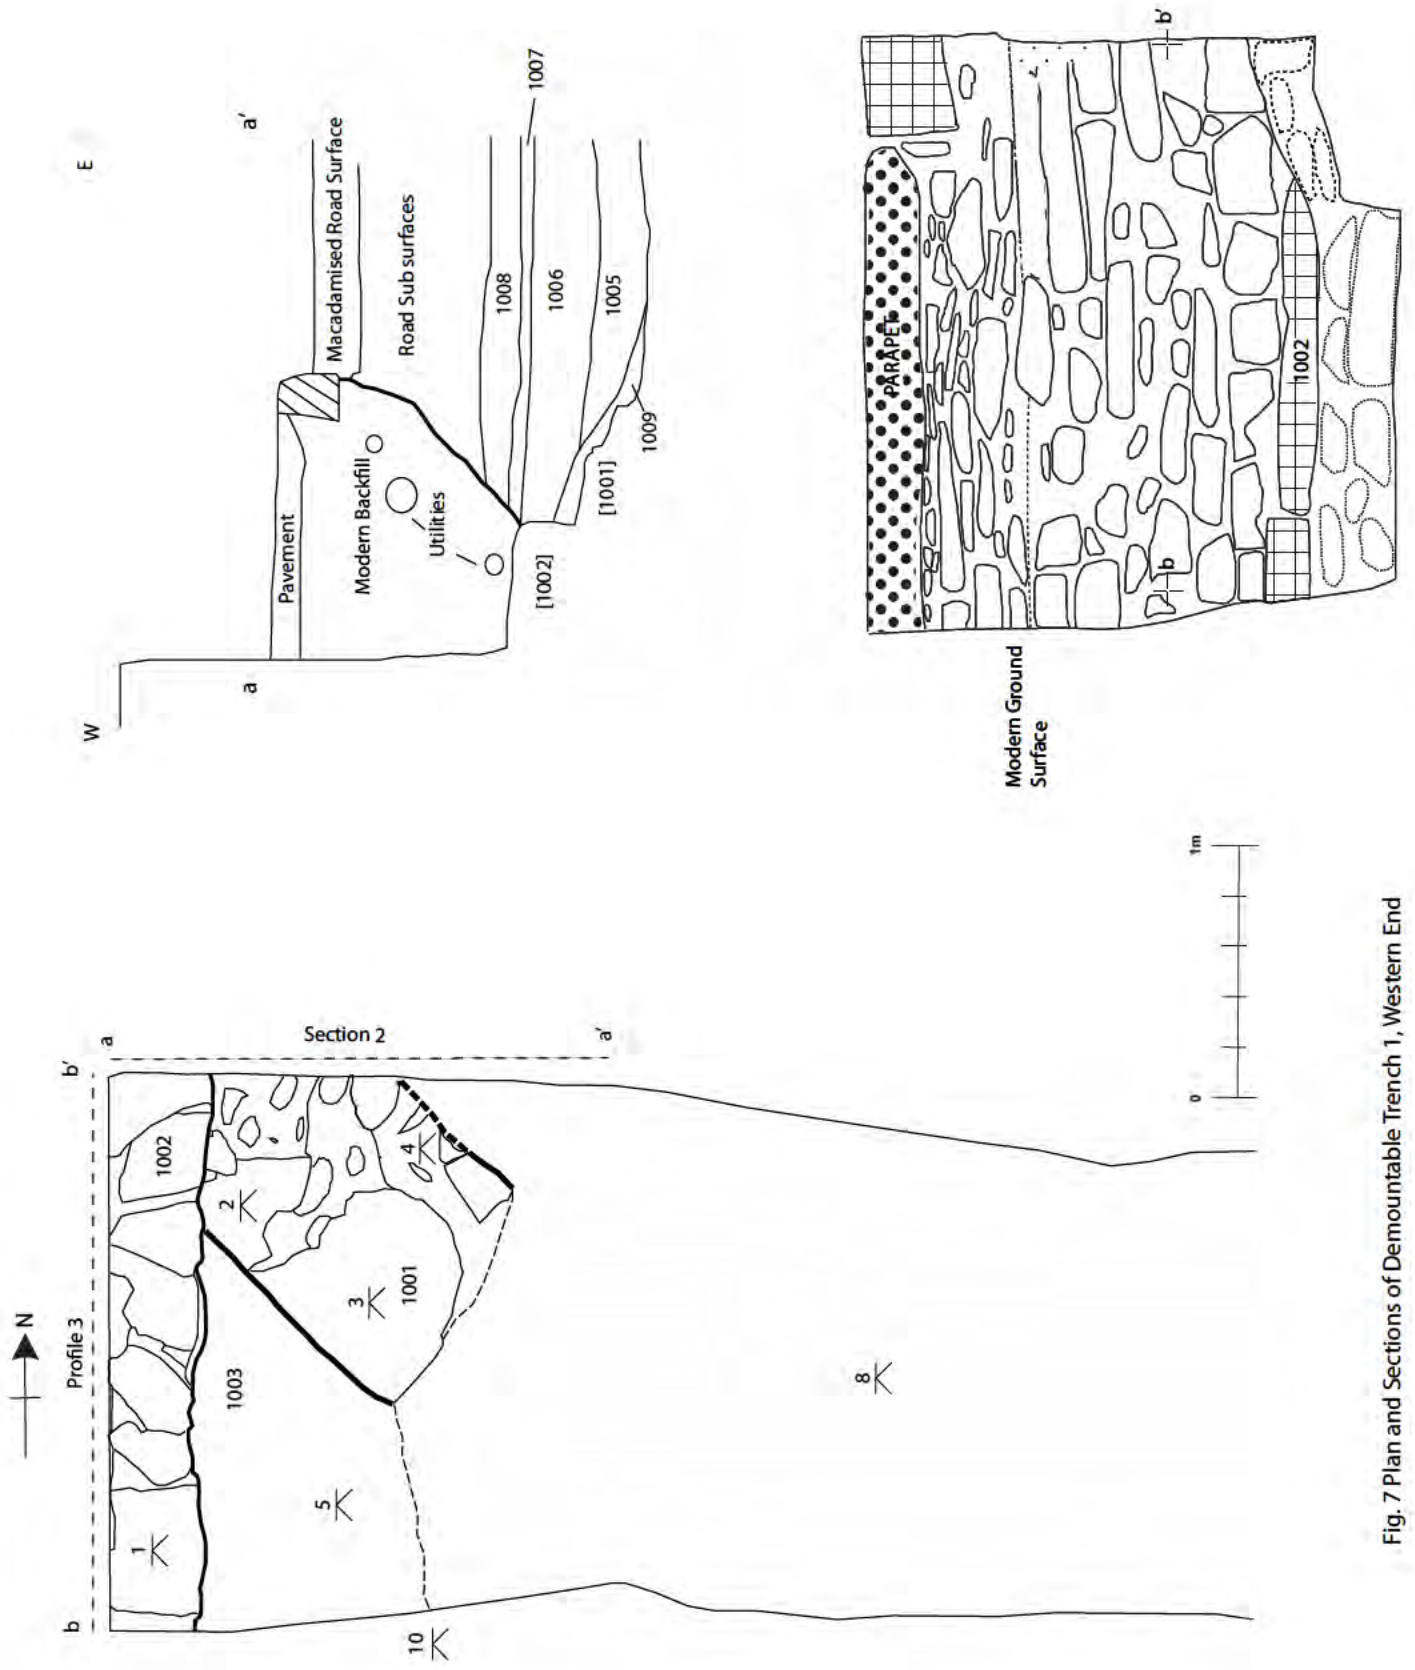 N
Profile 3
b
b'
a
Section 2
a'
1
1002
1003
2
3
1001
4
5
10
8
0
1m
W
E
a
a'
Pavement
Macadamised Road Surface
Modern Backfill
Road Sub surfaces
Utilities
[1002]
1008
1007
1006
1005
[1001]
1009
PARAPET
Modern Ground
Surface
b
b'
1002
Fig. 7 Plan and Sections of Demountable Trench 1, Western End